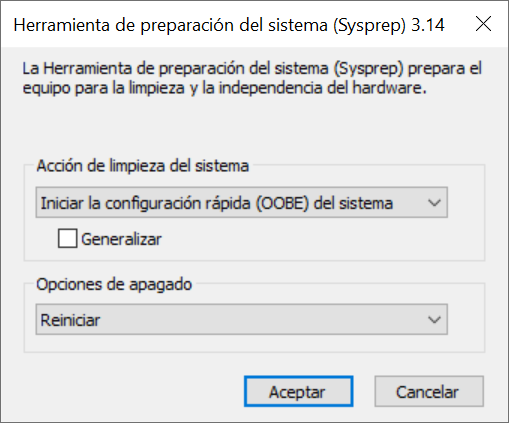 Herramienta de preparación del sistema (Sysprep) 3.14
La Herramienta de preparación del sistema (Sysprep) prepara el
equipo para la limpieza y la independencia del hardware.
Acción de limpieza del sistema
Iniciar la configuración rápida (OOBE) del sistema
Generalizar
Opciones de apagado
Reiniciar
Aceptar Cancelar